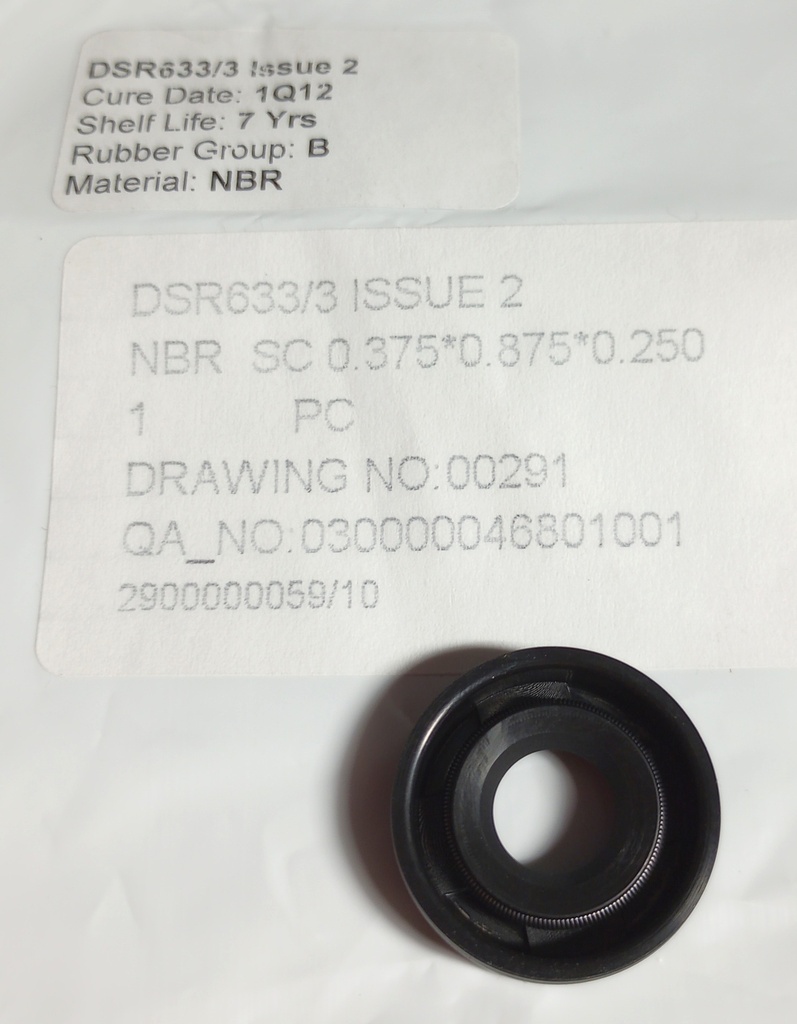 DSR633/3 Issue 2
Cure Date: 1Q12
Shelf Life: 7 Yrs
Rubber Group: B
Material: NBR
DSR633/3 ISSUE 2
NBR SC 0.375*0.875*0.250
1 PC
DRAWING NO:00291
QA_NO:0300000046801001
2900000059/10